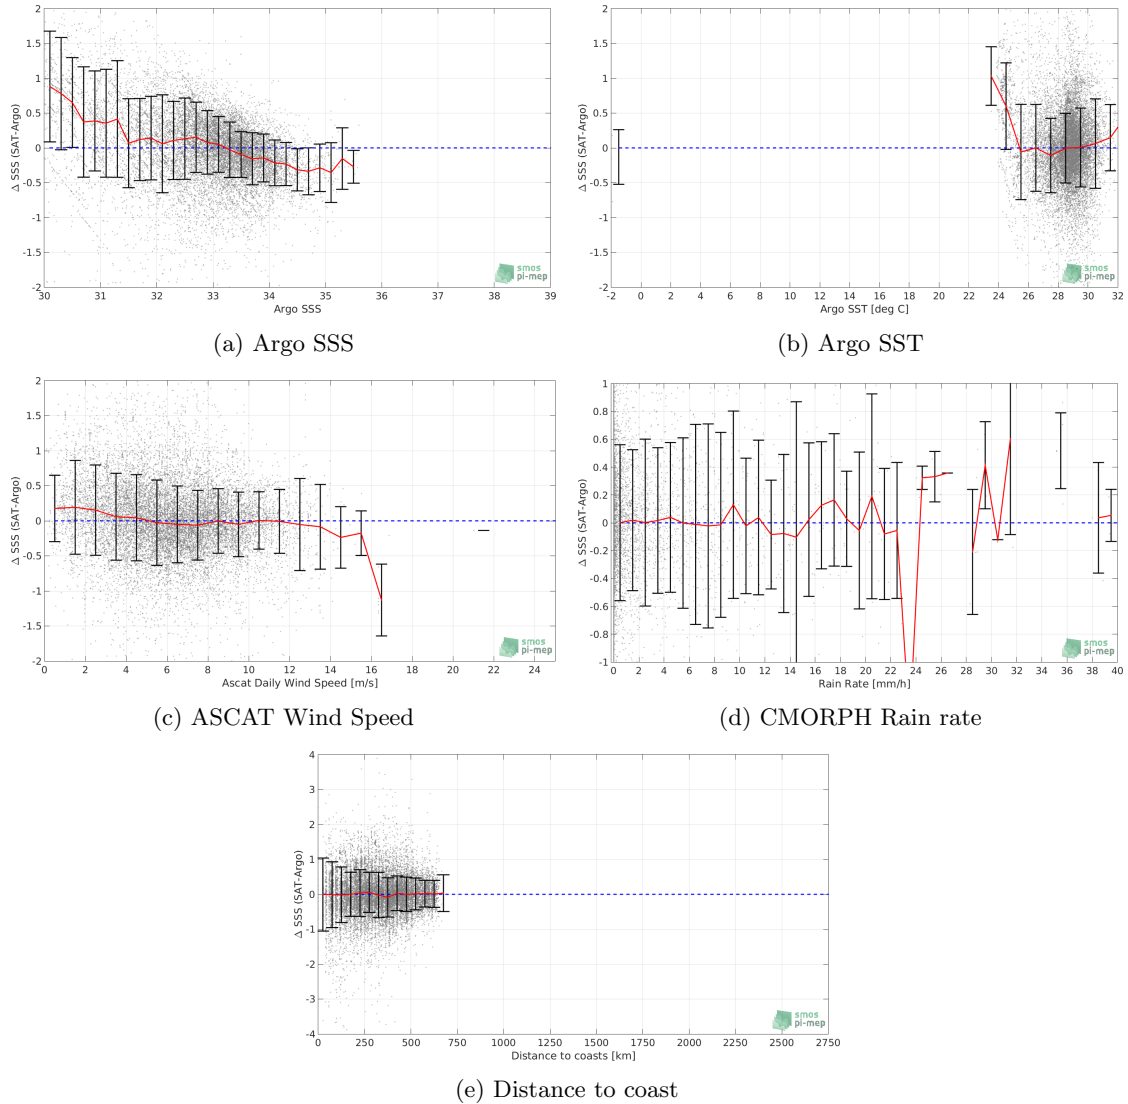 2
1.5
1
0.5
0
-0.5
-1
-1.5
-2
Δ SSS (SAT-Argo)
30 31 32 33 34 35 36 37 38 39
Argo SSS
smos
pi-mep
(a) Argo SSS
2
1.5
1
0.5
0
-0.5
-1
-1.5
-2
Δ SSS (SAT-Argo)
-2 0 2 4 6 8 10 12 14 16 18 20 22 24 26 28 30 32
Argo SST [deg C]
smos
pi-mep
(b) Argo SST
2
1.5
1
0.5
0
-0.5
-1
-1.5
-2
Δ SSS (SAT-Argo)
0 2 4 6 8 10 12 14 16 18 20 22 24
Ascat Daily Wind Speed [m/s]
smos
pi-mep
(c) ASCAT Wind Speed
1
0.8
0.6
0.4
0.2
0
-0.2
-0.4
-0.6
-0.8
-1
Δ SSS (SAT-Argo)
0 4 8 12 16 20 24 28 32 36 40
Rain Rate [mm/h]
smos
pi-mep
(d) CMORPH Rain rate
4
3
2
1
0
-1
-2
-3
-4
Δ SSS (SAT-Argo)
0 250 500 750 1000 1250 1500 1750 2000 2250 2500 2750
Distance to coasts [km]
smos
pi-mep
(e) Distance to coast